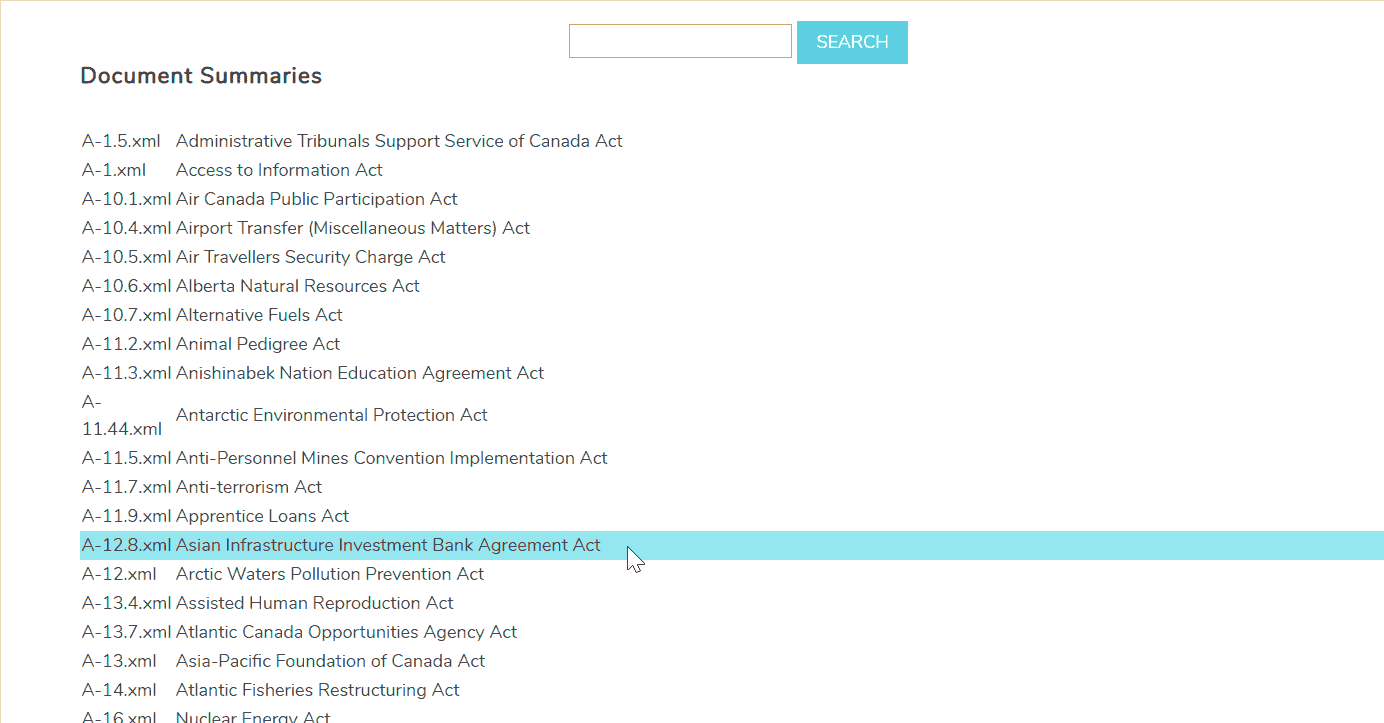 SEARCH
Document Summaries
A-1.5.xml Administrative Tribunals Support Service of Canada Act
A-1.xml Access to Information Act
A-10.1.xml Air Canada Public Participation Act
A-10.4.xml Airport Transfer (Miscellaneous Matters) Act
A-10.5.xml Air Travellers Security Charge Act
A-10.6.xml Alberta Natural Resources Act
A-10.7.xml Alternative Fuels Act
A-11.2.xml Animal Pedigree Act
A-11.3.xml Anishinabek Nation Education Agreement Act
A-
11.44.xml Antarctic Environmental Protection Act
A-11.5.xml Anti-Personnel Mines Convention Implementation Act
A-11.7.xml Anti-terrorism Act
A-11.9.xml Apprentice Loans Act
A-12.8.xml Asian Infrastructure Investment Bank Agreement Act
A-12.xml Arctic Waters Pollution Prevention Act
A-13.4.xml Assisted Human Reproduction Act
A-13.7.xml Atlantic Canada Opportunities Agency Act
A-13.xml Asia-Pacific Foundation of Canada Act
A-14.xml Atlantic Fisheries Restructuring Act
A-16.xml Nuclear Energy Act